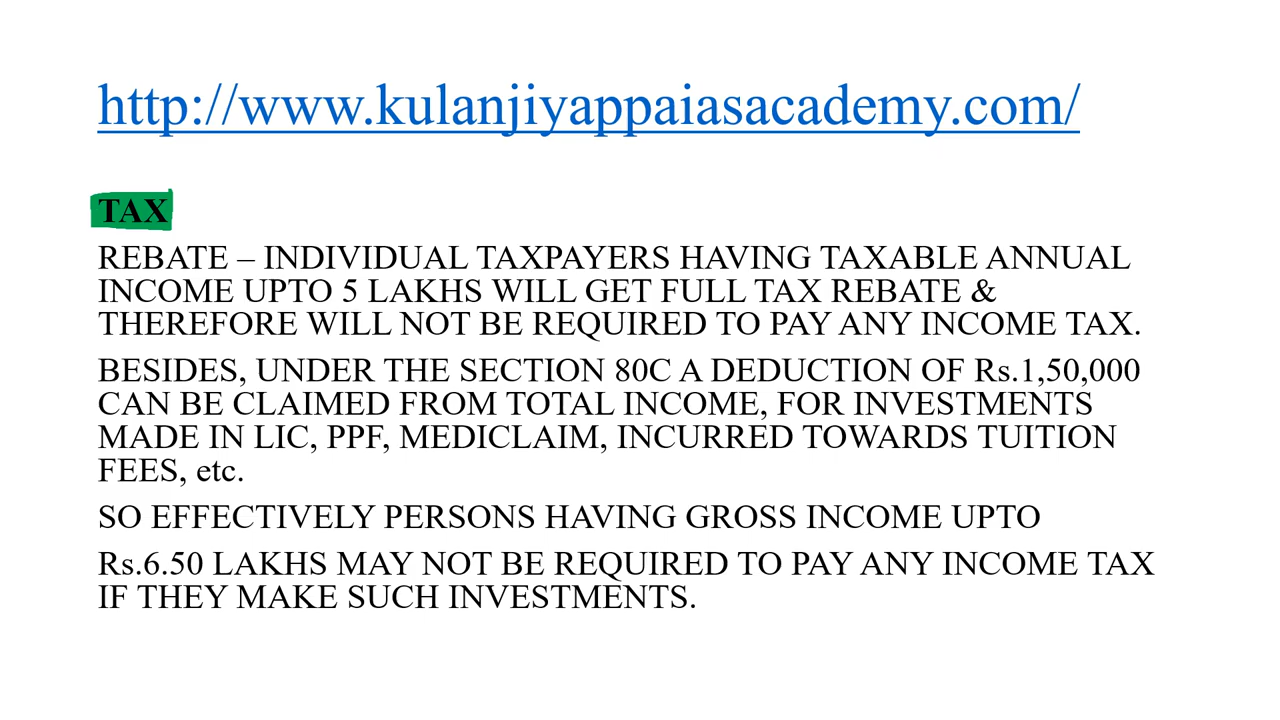 http://www.kulanjiyappaiasacademy.com/
TAX
REBATE – INDIVIDUAL TAXPAYERS HAVING TAXABLE ANNUAL
INCOME UPTO 5 LAKHS WILL GET FULL TAX REBATE &
THEREFORE WILL NOT BE REQUIRED TO PAY ANY INCOME TAX.
BESIDES, UNDER THE SECTION 80C A DEDUCTION OF Rs.1,50,000
CAN BE CLAIMED FROM TOTAL INCOME, FOR INVESTMENTS
MADE IN LIC, PPF, MEDICLAIM, INCURRED TOWARDS TUITION
FEES, etc.
SO EFFECTIVELY PERSONS HAVING GROSS INCOME UPTO
Rs.6.50 LAKHS MAY NOT BE REQUIRED TO PAY ANY INCOME TAX
IF THEY MAKE SUCH INVESTMENTS.